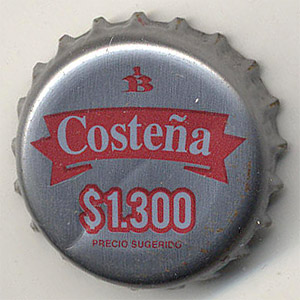 B
Costeña
$1.300
PRECIO SUGERIDO